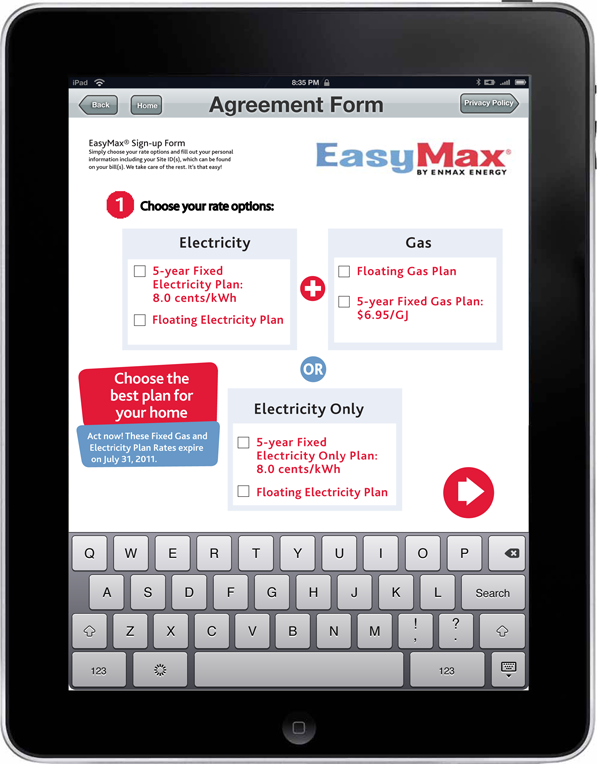 iPad 8:35 PM
Back Home Agreement Form Privacy Policy
EasyMax® Sign-up Form
Simply choose your rate options and fill out your personal
information including your Site ID(s), which can be found
on your bill(s). We take care of the rest. It's that easy!
EasyMax®
BY ENMAX ENERGY
1 Choose your rate options:
Electricity
5-year Fixed
Electricity Plan:
8.0 cents/kWh
Floating Electricity Plan
Gas
Floating Gas Plan
5-year Fixed Gas Plan:
$6.95/GJ
OR
Choose the
best plan for
your home
Act now! These Fixed Gas and
Electricity Plan Rates expire
on July 31, 2011.
Electricity Only
5-year Fixed
Electricity Only Plan:
8.0 cents/kWh
Floating Electricity Plan
Q W E R T Y U I O P
A S D F G H J K L Search
Z X C V B N M ! , ? .
123 123